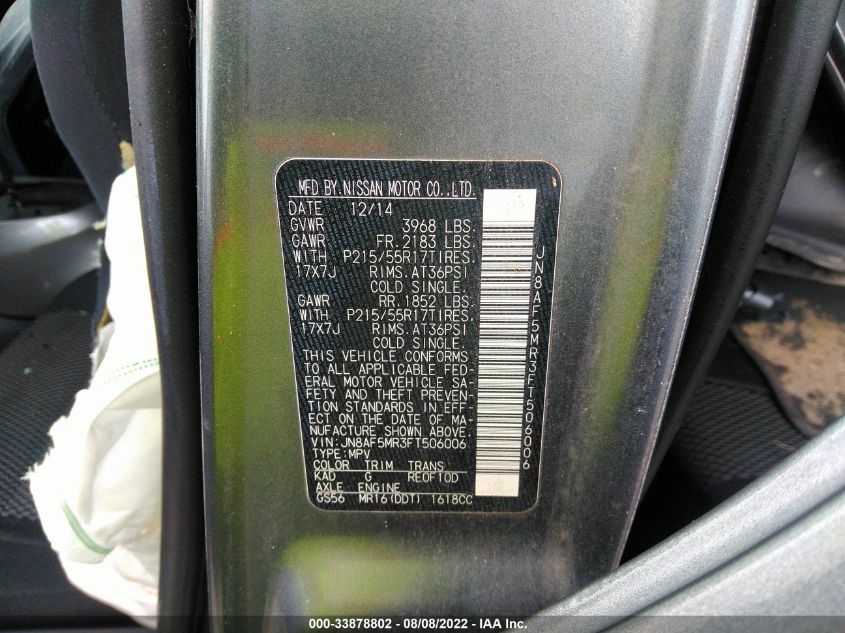 MFD BY NISSAN MOTOR CO.,LTD.
DATE 12/14
GVWR 3968 LBS.
GAWR FR. 2183 LBS.
WITH P215/55R17TIRES.
17X7J RIMS. AT36PSI
COLD SINGLE.
GAWR RR. 1852 LBS.
WITH P215/55R17TIRES.
17X7J RIMS. AT36PSI
COLD SINGLE.
THIS VEHICLE CONFORMS
TO ALL APPLICABLE FED-
ERAL MOTOR VEHICLE SA-
FETY AND THEFT PREVEN-
TION STANDARDS IN EFF-
ECT ON THE DATE OF MA-
NUFACTURE SHOWN ABOVE.
VIN:JN8AF5MR3FT506006
TYPE:MPV
COLOR TRIM TRANS
KAD G RE0F10D
AXLE ENGINE
GS56 MR16(DDT) 1618CC
JN8AF5MR3FT506006
000-33878802 - 08/08/2022 - IAA Inc.